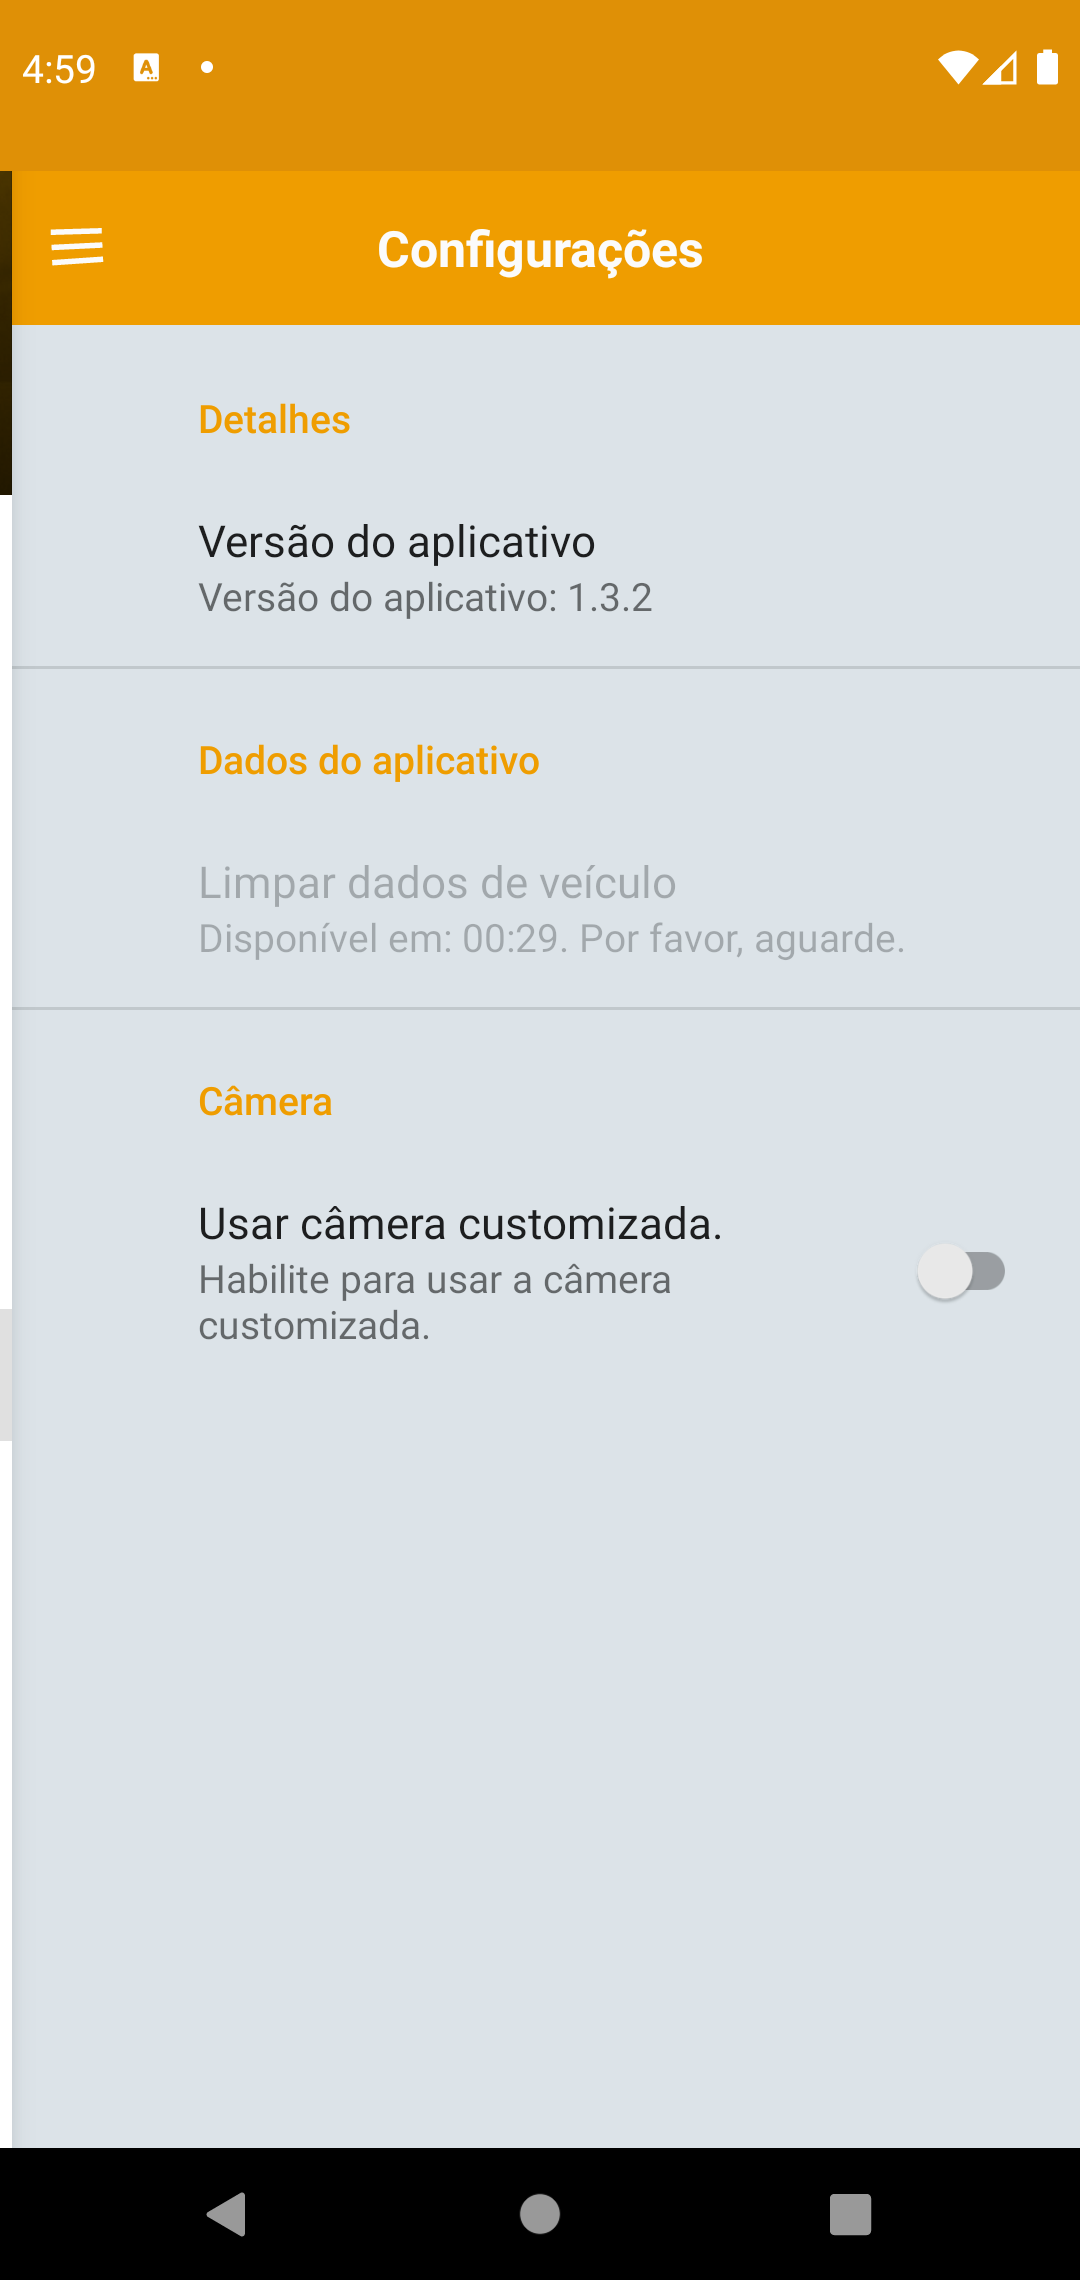 4:59
Configurações
Detalhes
Versão do aplicativo
Versão do aplicativo: 1.3.2
Dados do aplicativo
Limpar dados de veículo
Disponível em: 00:29. Por favor, aguarde.
Câmera
Usar câmera customizada.
Habilite para usar a câmera
customizada.